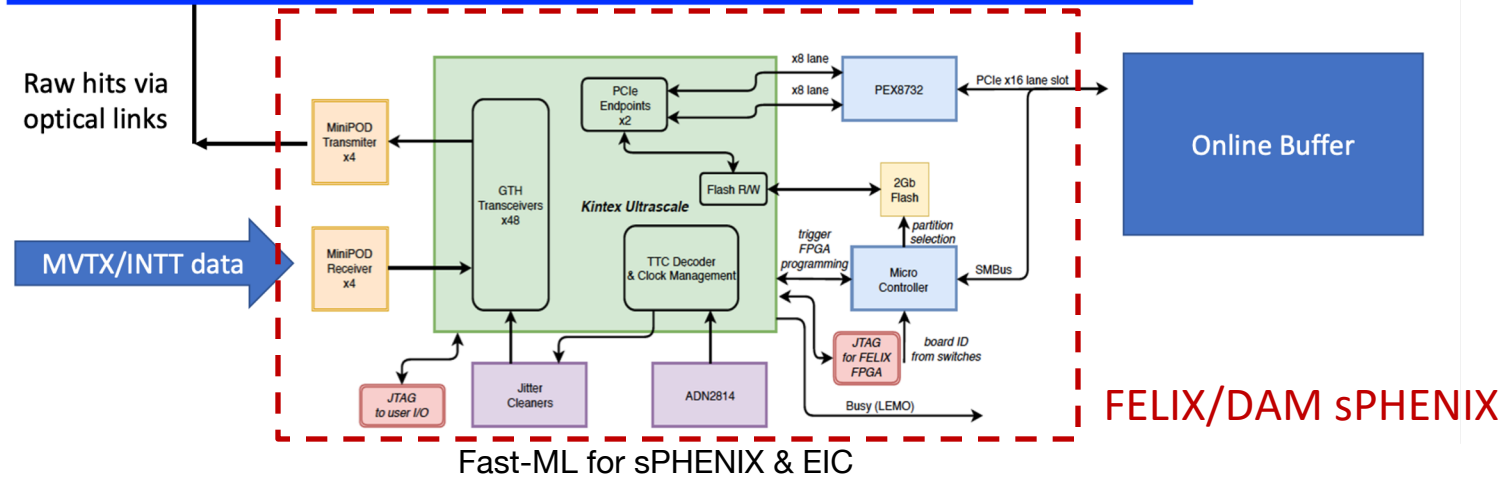 Raw hits via
optical links
MVTX/INTT data
MiniPOD
Transmiter
x4
MiniPOD
Receiver
x4
GTH
Transceivers
x48
PCIe
Endpoints
x2
Flash R/W
Kintex Ultrascale
TTC Decoder
& Clock Management
x8 lane
x8 lane
PEX8732
PCIe x16 lane slot
2Gb
Flash
partition
selection
trigger
FPGA
programming
Micro
Controller
SMBus
JTAG
for FELIX
FPGA
board ID
from switches
JTAG
to user I/O
Jitter
Cleaners
ADN2814
Busy (LEMO)
Online Buffer
FELIX/DAM sPHENIX
Fast-ML for sPHENIX & EIC